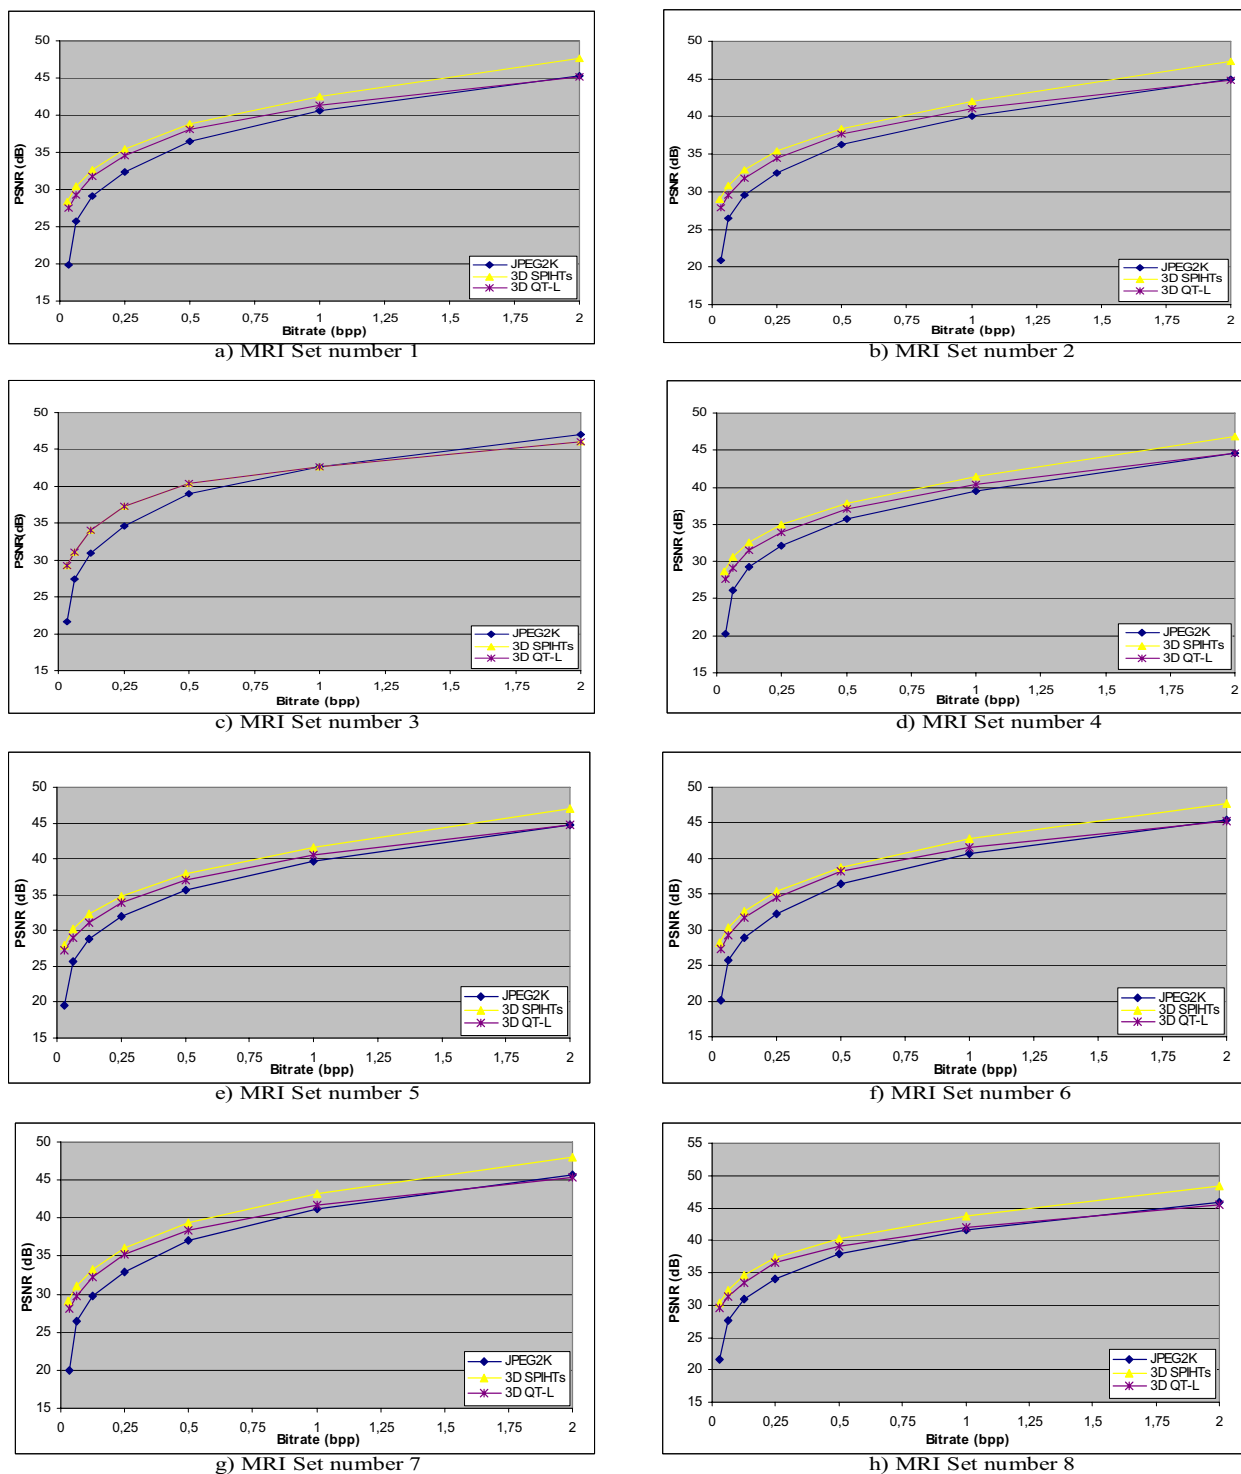 50
45
40
35
30
25
20
15
PSNR (dB)
JPEG2K
3D SPIHTs
3D QT-L
0 0,25 0,5 0,75 1 1,25 1,5 1,75 2
Bitrate (bpp)
a) MRI Set number 1
50
45
40
35
30
25
20
15
PSNR (dB)
JPEG2K
3D SPIHTs
3D QT-L
0 0,25 0,5 0,75 1 1,25 1,5 1,75 2
Bitrate (bpp)
b) MRI Set number 2
50
45
40
35
30
25
20
15
PSNR(dB)
JPEG2K
3D SPIHTs
3D QT-L
0 0,25 0,5 0,75 1 1,25 1,5 1,75 2
Bitrate (bpp)
c) MRI Set number 3
50
45
40
35
30
25
20
15
PSNR (dB)
JPEG2K
3D SPIHTs
3D QT-L
0 0,25 0,5 0,75 1 1,25 1,5 1,75 2
Bitrate (bpp)
d) MRI Set number 4
50
45
40
35
30
25
20
15
PSNR (dB)
JPEG2K
3D SPIHTs
3D QT-L
0 0,25 0,5 0,75 1 1,25 1,5 1,75 2
Bitrate (bpp)
e) MRI Set number 5
50
45
40
35
30
25
20
15
PSNR (dB)
JPEG2K
3D SPIHTs
3D QT-L
0 0,25 0,5 0,75 1 1,25 1,5 1,75 2
Bitrate (bpp)
f) MRI Set number 6
50
45
40
35
30
25
20
15
PSNR (dB)
JPEG2K
3D SPIHTs
3D QT-L
0 0,25 0,5 0,75 1 1,25 1,5 1,75 2
Bitrate (bpp)
g) MRI Set number 7
55
50
45
40
35
30
25
20
15
PSNR (dB)
JPEG2K
3D SPIHTs
3D QT-L
0 0,25 0,5 0,75 1 1,25 1,5 1,75 2
Bitrate (bpp)
h) MRI Set number 8